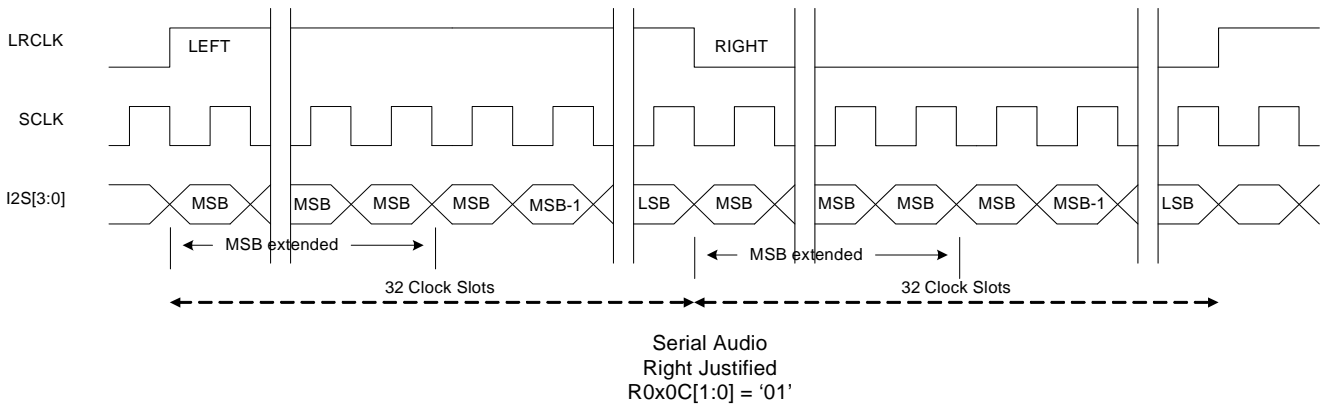 LRCLK
LEFT
RIGHT
SCLK
I2S[3:0]
MSB
MSB
MSB
MSB
MSB-1
LSB
MSB
MSB
MSB
MSB
MSB-1
LSB
MSB extended
MSB extended
32 Clock Slots
32 Clock Slots
Serial Audio
Right Justified
R0x0C[1:0] = ‘01’